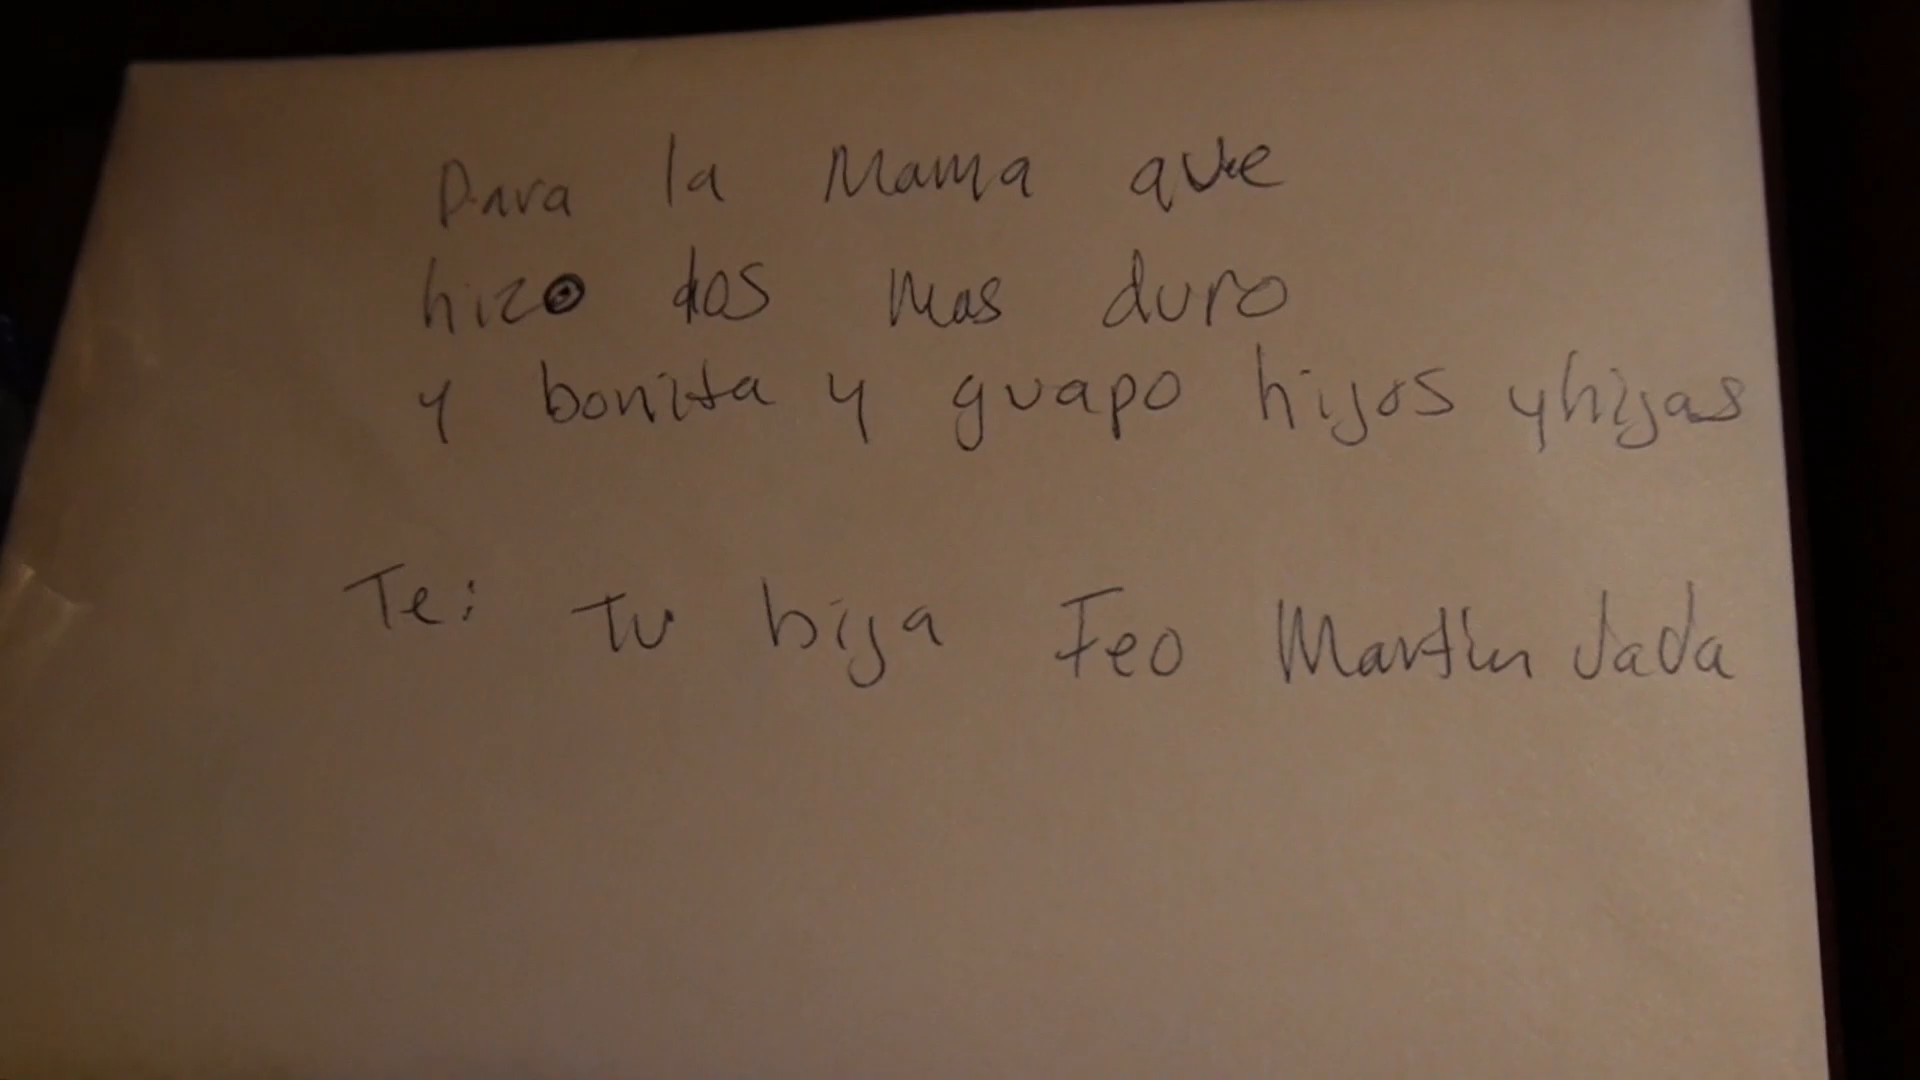 Para la Mama que
hizo dos mas duro
y bonita y guapo hijos y hijas
Te: Tu hija Feo Martin Jada